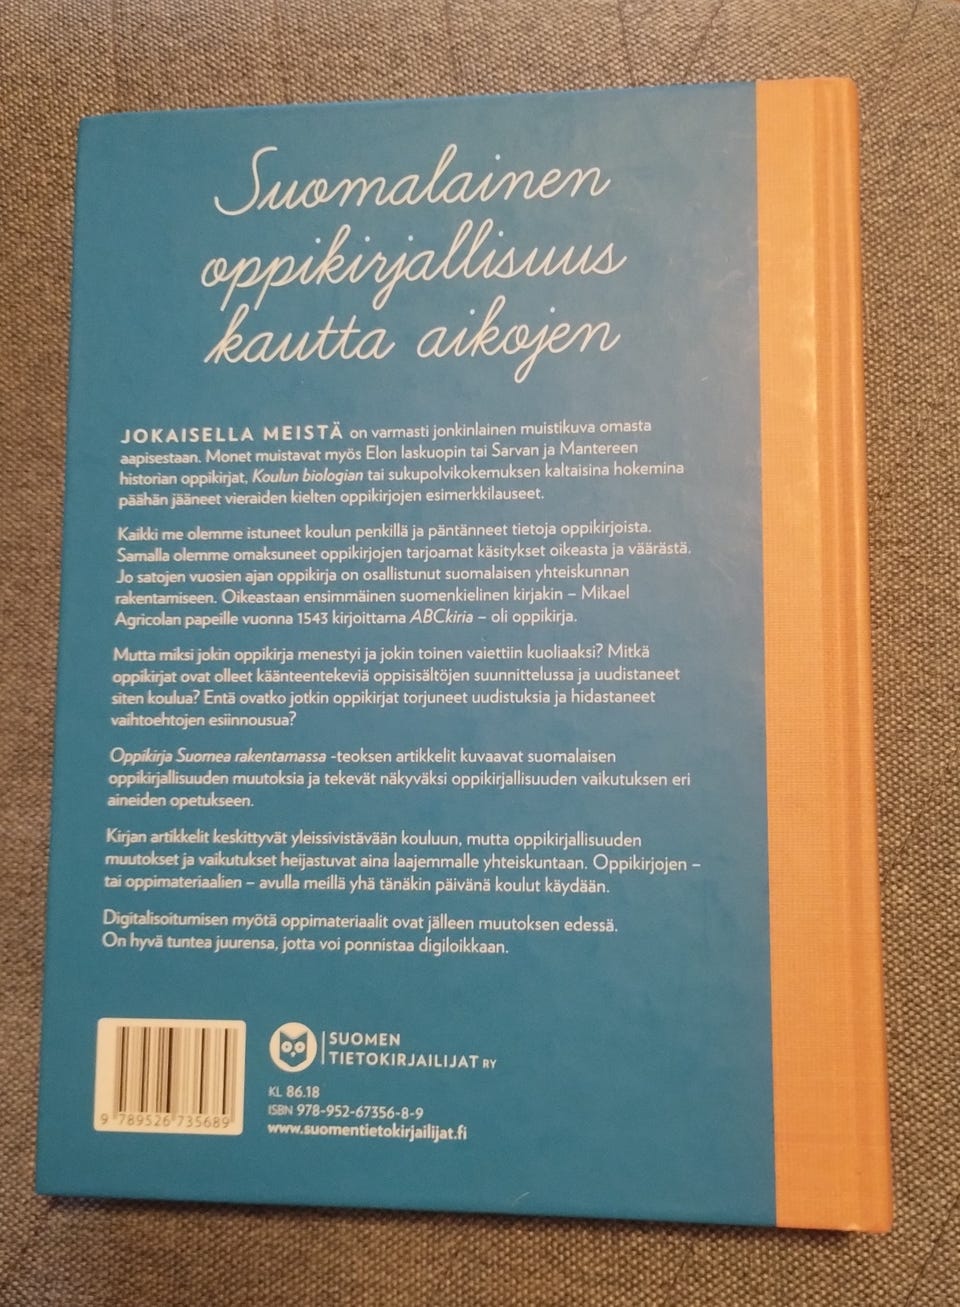 Suomalainen
oppikirjallisuus
kautta aikojen
JOKAISELLA MEISTÄ on varmasti jonkinlainen muistikuva omasta
aapisestaan. Monet muistavat myös Elon laskuopin tai Sarvan ja Mantereen
historian oppikirjat, Koulun biologian tai sukupolvikokemuksen kaltaisina hokemina
päähän jääneet vieraiden kielten oppikirjojen esimerkkilauseet.
Kaikki me olemme istuneet koulun penkillä ja päntänneet tietoja oppikirjoista.
Samalla olemme omaksuneet oppikirjojen tarjoamat käsitykset oikeasta ja väärästä.
Jo satojen vuosien ajan oppikirja on osallistunut suomalaisen yhteiskunnan
rakentamiseen. Oikeastaan ensimmäinen suomenkielinen kirjakin – Mikael
Agricolan papeille vuonna 1543 kirjoittama ABCkiria – oli oppikirja.
Mutta miksi jokin oppikirja menestyi ja jokin toinen vaiettiin kuoliaaksi? Mitkä
oppikirjat ovat olleet käänteentekeviä oppisisältöjen suunnittelussa ja uudistaneet
siten koulua? Entä ovatko jotkin oppikirjat torjuneet uudistuksia ja hidastaneet
vaihtoehtojen esiinnousua?
Oppikirja Suomea rakentamassa -teoksen artikkelit kuvaavat suomalaisen
oppikirjallisuuden muutoksia ja tekevät näkyväksi oppikirjallisuuden vaikutuksen eri
aineiden opetukseen.
Kirjan artikkelit keskittyvät yleissivistävään kouluun, mutta oppikirjallisuuden
muutokset ja vaikutukset heijastuvat aina laajemmalle yhteiskuntaan. Oppikirjojen –
tai oppimateriaalien – avulla meillä yhä tänäkin päivänä koulut käydään.
Digitalisoitumisen myötä oppimateriaalit ovat jälleen muutoksen edessä.
On hyvä tuntea juurensa, jotta voi ponnistaa digiloikkaan.
SUOMEN
TIETOKIRJAILIJAT RY
KL 86.18
ISBN 978-952-67356-8-9
www.suomentietokirjailijat.fi
9 789526 735689